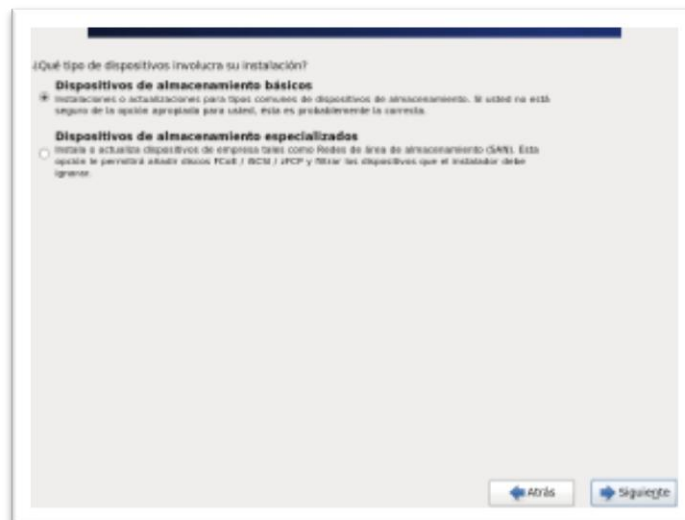 ¿Qué tipo de dispositivos involucra su instalación?
Dispositivos de almacenamiento básicos
Instalaciones o actualizaciones para tipos comunes de dispositivos de almacenamiento. Si usted no está
seguro de la opción apropiada para usted, ésta es probablemente la correcta.
Dispositivos de almacenamiento especializados
Instala o actualiza dispositivos de empresa tales como Redes de área de almacenamiento (SAN). Esta
opción le permitirá añadir discos FCoE / iSCSI / zFCP y filtrar los dispositivos que el instalador debe
ignorar.
Atrás
Siguiente